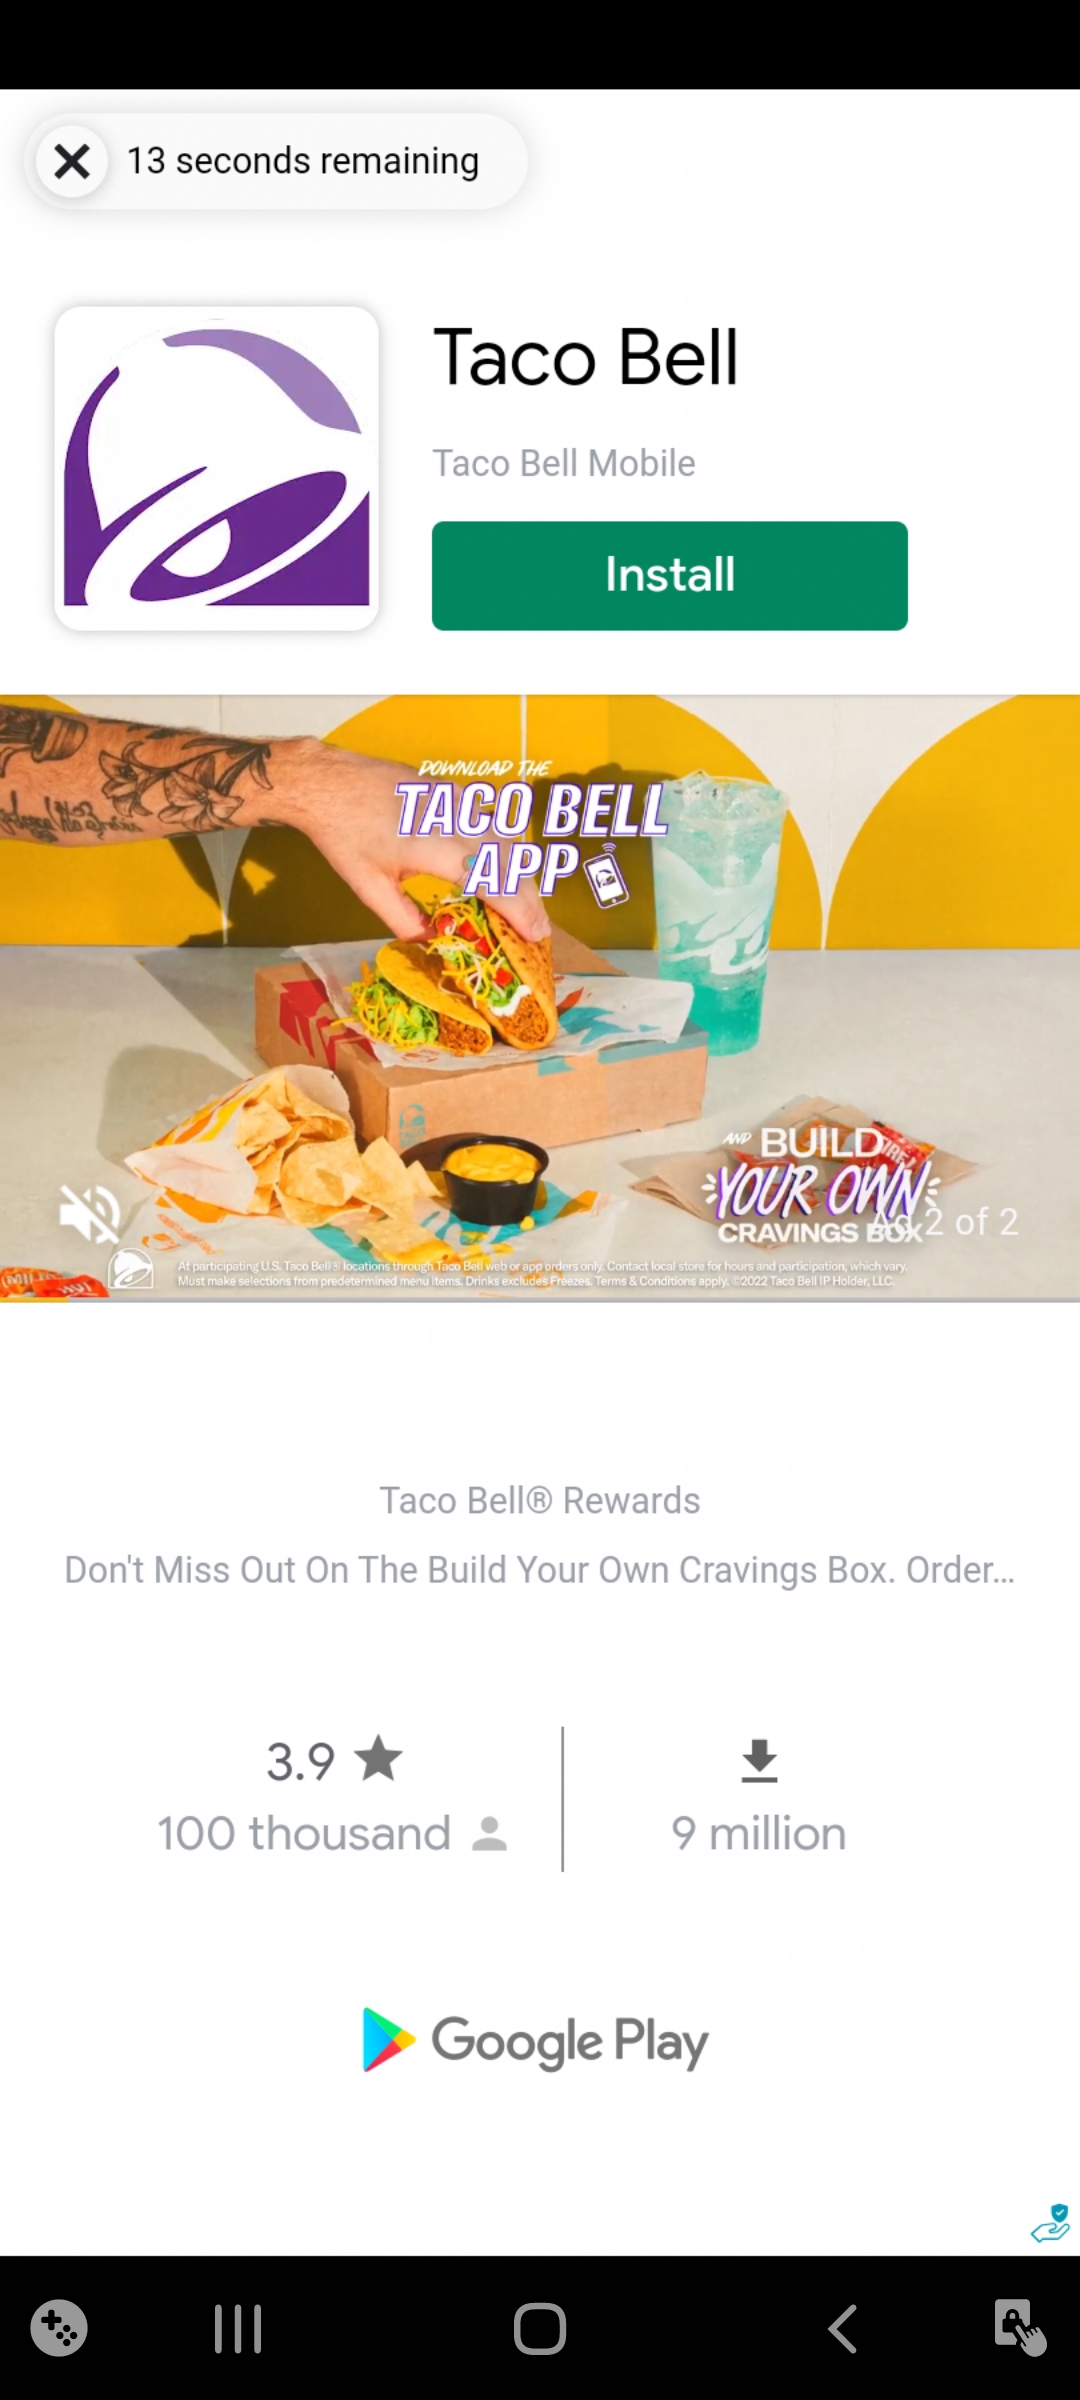 13 seconds remaining
Taco Bell
Taco Bell Mobile
Install
DOWNLOAD THE
TACO BELL
APP
AND BUILD
YOUR OWN
CRAVINGS BOX
Ad 2 of 2
At participating U.S. Taco Bell® locations through Taco Bell web or app orders only. Contact local store for hours and participation, which vary.
Must make selections from predetermined menu items. Drinks excludes Freezes. Terms & Conditions apply. ©2022 Taco Bell IP Holder, LLC.
Taco Bell® Rewards
Don't Miss Out On The Build Your Own Cravings Box. Order...
3.9
100 thousand
9 million
Google Play